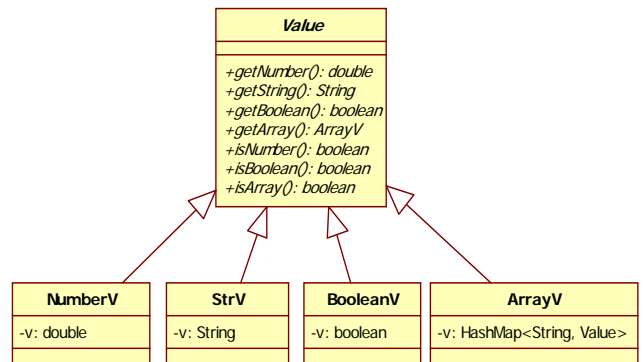 Value
+getNumber(): double
+getString(): String
+getBoolean(): boolean
+getArray(): ArrayV
+isNumber(): boolean
+isBoolean(): boolean
+isArray(): boolean
NumberV StrV BooleanV ArrayV
-v: double -v: String -v: boolean -v: HashMap<String, Value>